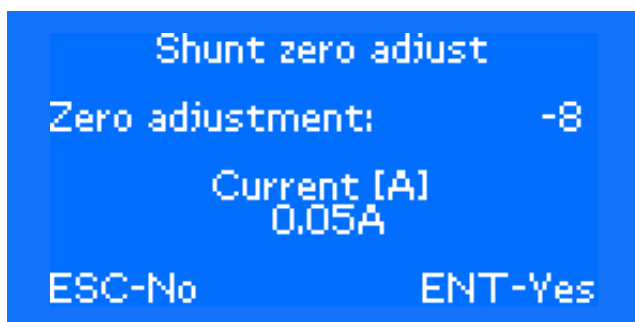 Shunt zero adjust
Zero adjustment: -8
Current [A]
0.05A
ESC-No ENT-Yes